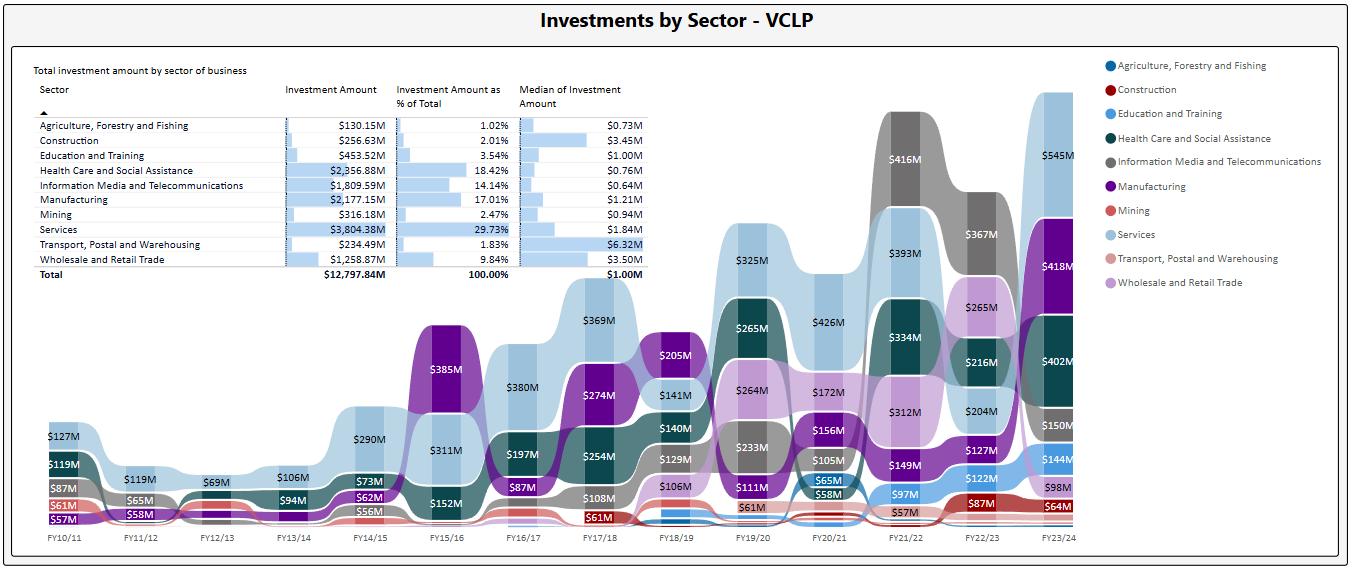 Investments by Sector - VCLP
Total investment amount by sector of business
Sector Investment Amount Investment Amount as % of Total Median of Investment Amount
Agriculture, Forestry and Fishing $130.15M 1.02% $0.73M
Construction $256.63M 2.01% $3.45M
Education and Training $453.52M 3.54% $1.00M
Health Care and Social Assistance $2,356.88M 18.42% $0.76M
Information Media and Telecommunications $1,809.59M 14.14% $0.64M
Manufacturing $2,177.15M 17.01% $1.21M
Mining $316.18M 2.47% $0.94M
Services $3,804.38M 29.73% $1.84M
Transport, Postal and Warehousing $234.49M 1.83% $6.32M
Wholesale and Retail Trade $1,258.87M 9.84% $3.50M
Total $12,797.84M 100.00% $1.00M
Agriculture, Forestry and Fishing
Construction
Education and Training
Health Care and Social Assistance
Information Media and Telecommunications
Manufacturing
Mining
Services
Transport, Postal and Warehousing
Wholesale and Retail Trade
$127M
$119M
$87M
$61M
$57M
$119M
$65M
$58M
$69M
$106M
$94M
$290M
$73M
$62M
$56M
$385M
$311M
$152M
$380M
$197M
$87M
$369M
$274M
$254M
$108M
$61M
$205M
$141M
$140M
$129M
$106M
$325M
$265M
$264M
$233M
$111M
$61M
$426M
$172M
$156M
$105M
$65M
$58M
$416M
$393M
$334M
$312M
$149M
$97M
$57M
$367M
$265M
$216M
$204M
$127M
$122M
$87M
$545M
$418M
$402M
$150M
$144M
$98M
$64M
FY10/11 FY11/12 FY12/13 FY13/14 FY14/15 FY15/16 FY16/17 FY17/18 FY18/19 FY19/20 FY20/21 FY21/22 FY22/23 FY23/24